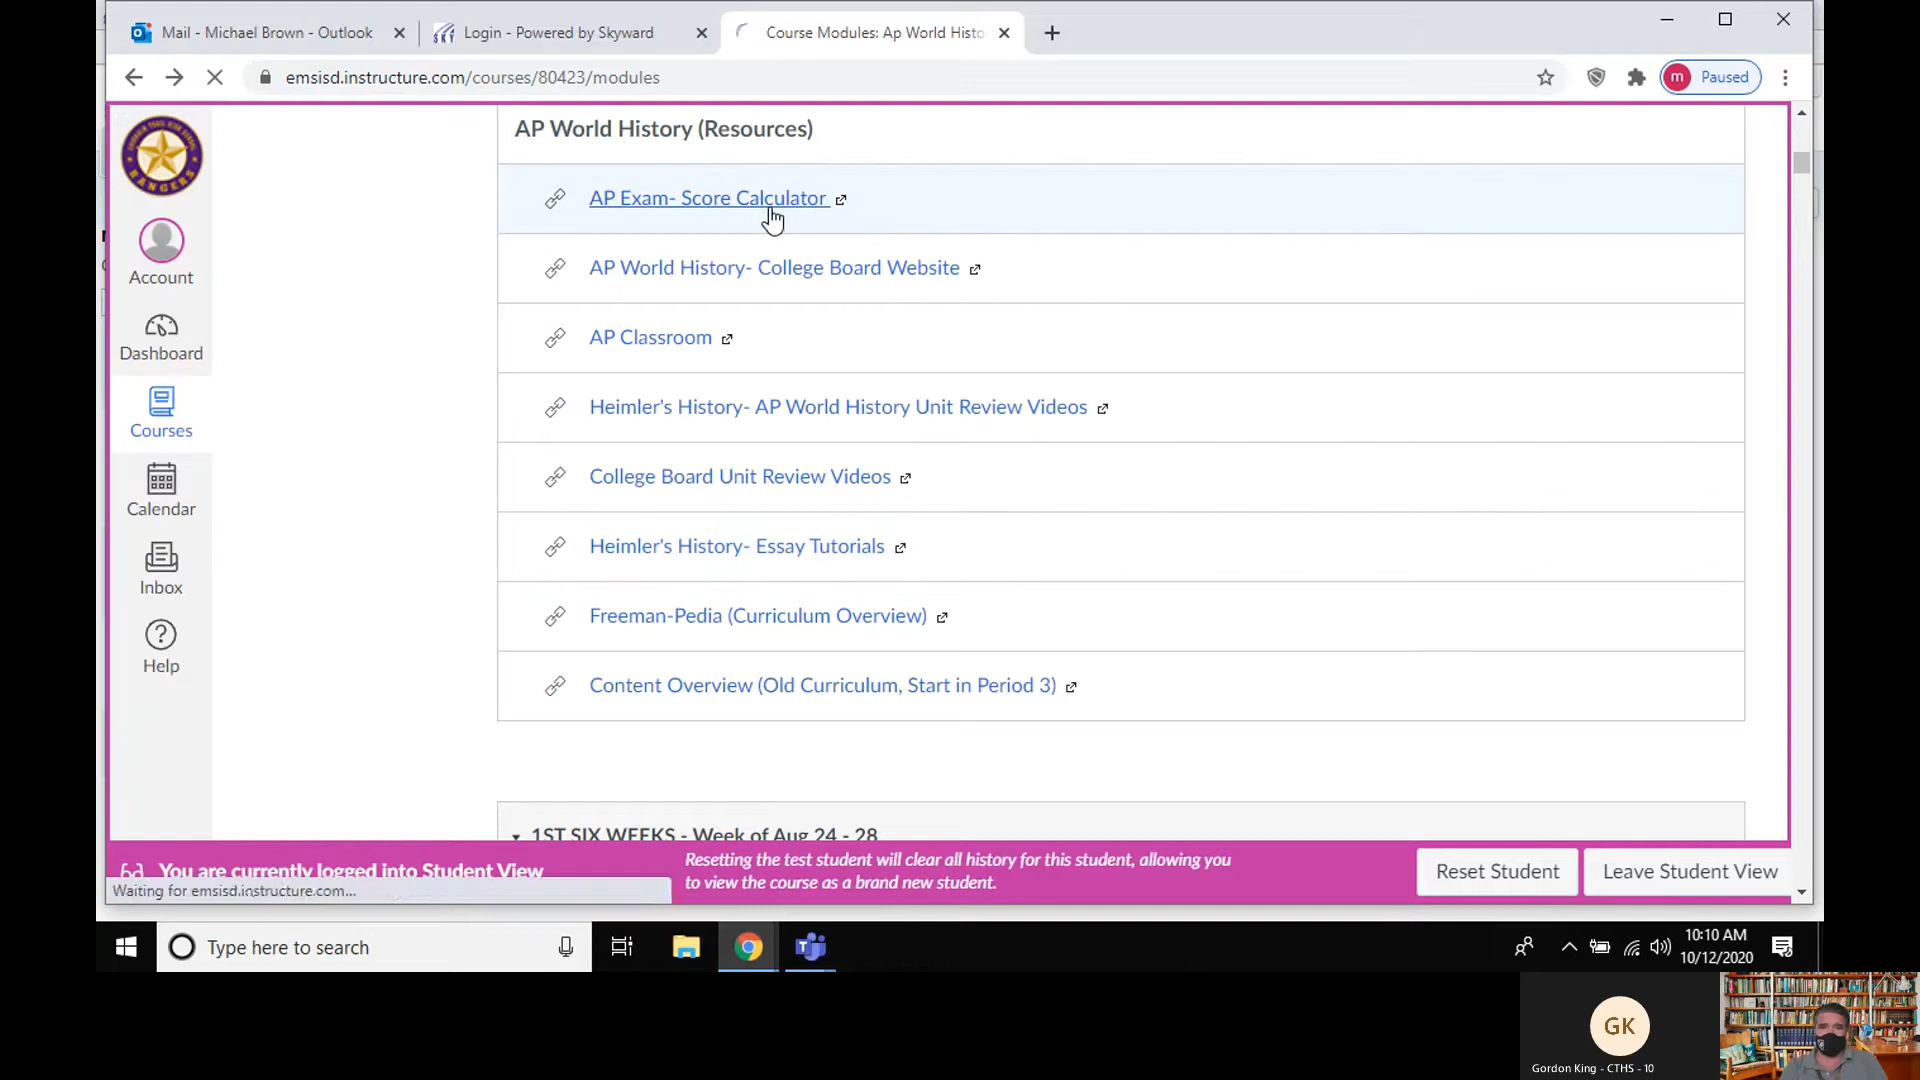 Mail - Michael Brown - Outlook
Login - Powered by Skyward
Course Modules: Ap World Histo
emsisd.instructure.com/courses/80423/modules
m Paused
AP World History (Resources)
AP Exam- Score Calculator
AP World History- College Board Website
AP Classroom
Heimler's History- AP World History Unit Review Videos
College Board Unit Review Videos
Heimler's History- Essay Tutorials
Freeman-Pedia (Curriculum Overview)
Content Overview (Old Curriculum, Start in Period 3)
1ST SIX WEEKS - Week of Aug 24 - 28
RANGERS
Account
Dashboard
Courses
Calendar
Inbox
Help
You are currently logged into Student View
Resetting the test student will clear all history for this student, allowing you
to view the course as a brand new student.
Reset Student
Leave Student View
Waiting for emsisd.instructure.com...
Type here to search
10:10 AM
10/12/2020
GK
Gordon King - CTHS - 10